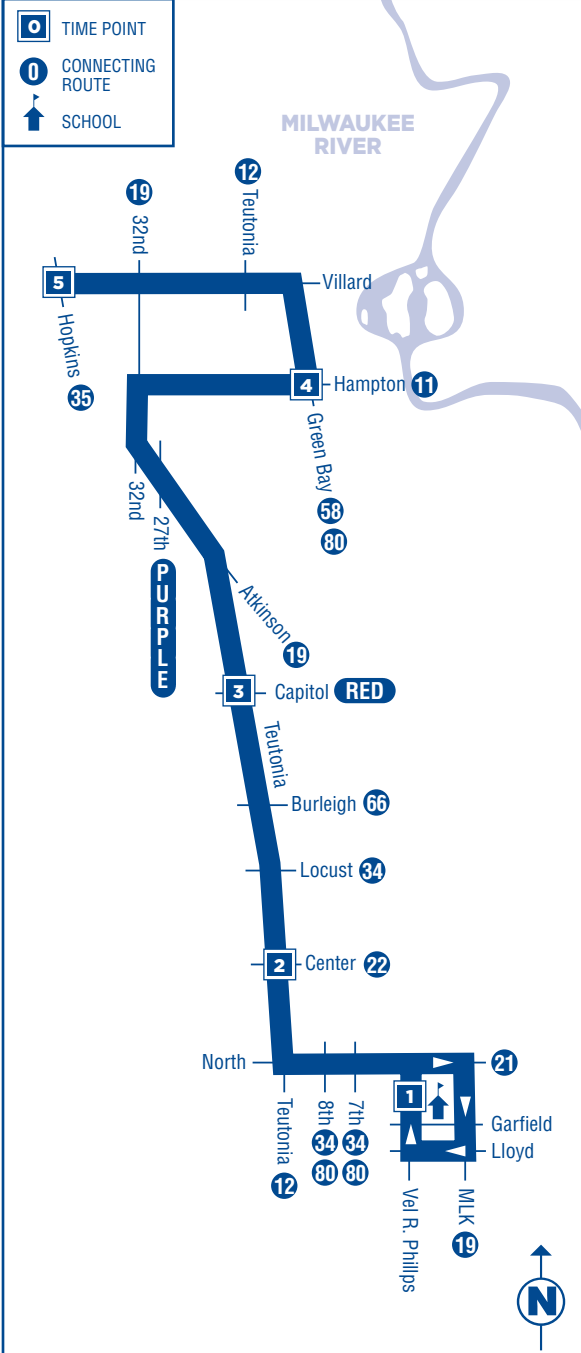 0 TIME POINT
0 CONNECTING
ROUTE
SCHOOL
MILWAUKEE
RIVER
12
19
Teutonia
32nd
5
Villard
Hopkins
35
4
Hampton 11
Green Bay
58
80
32nd
27th
PURPLE
Atkinson
19
3
Capitol RED
Teutonia
Burleigh 66
Locust 34
2
Center 22
North
21
1
Teutonia
12
8th
34
80
7th
34
80
Garfield
Lloyd
Vel R. Phillps
MLK
19
N